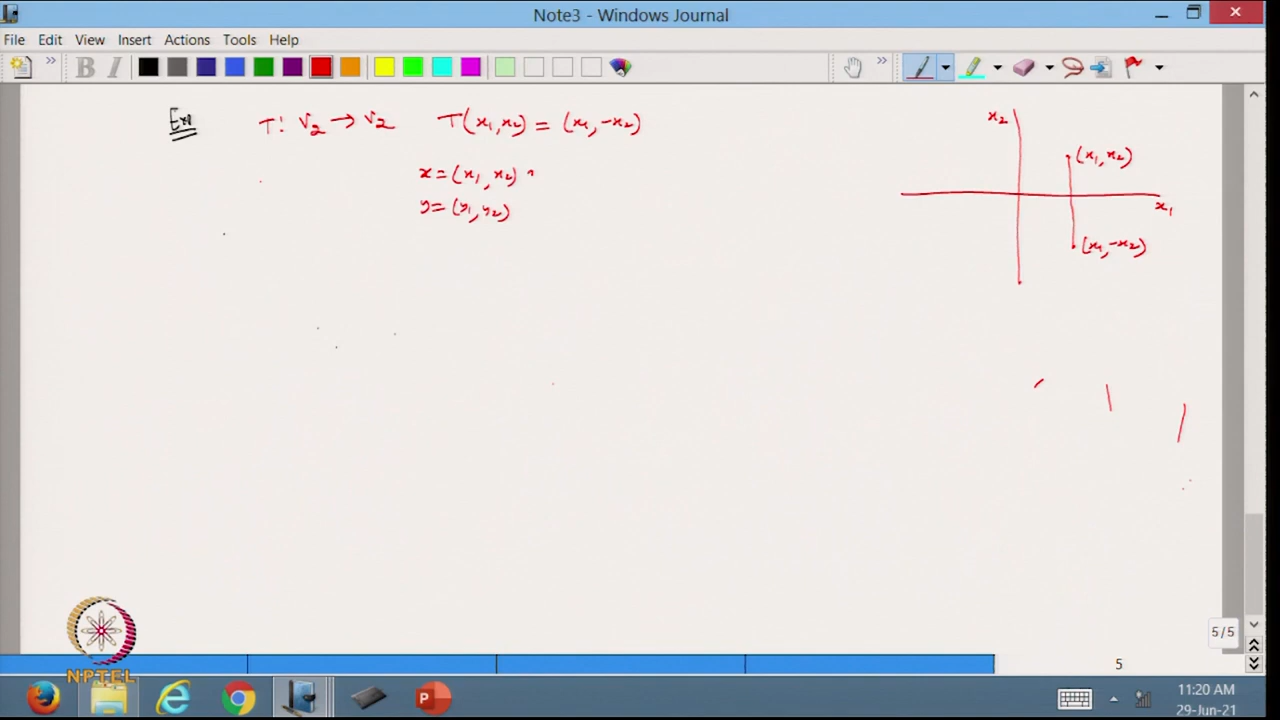 Note3 - Windows Journal
File Edit View Insert Actions Tools Help
B I
Ex
T: V₂ → V₂ T(x₁, x₂) = (x₁, -x₂)
x = (x₁, x₂)
y = (y₁, y₂)
x₂
(x₁, x₂)
x₁
(x₁, -x₂)
5/5
5
NPTEL
11:20 AM
29-Jun-21